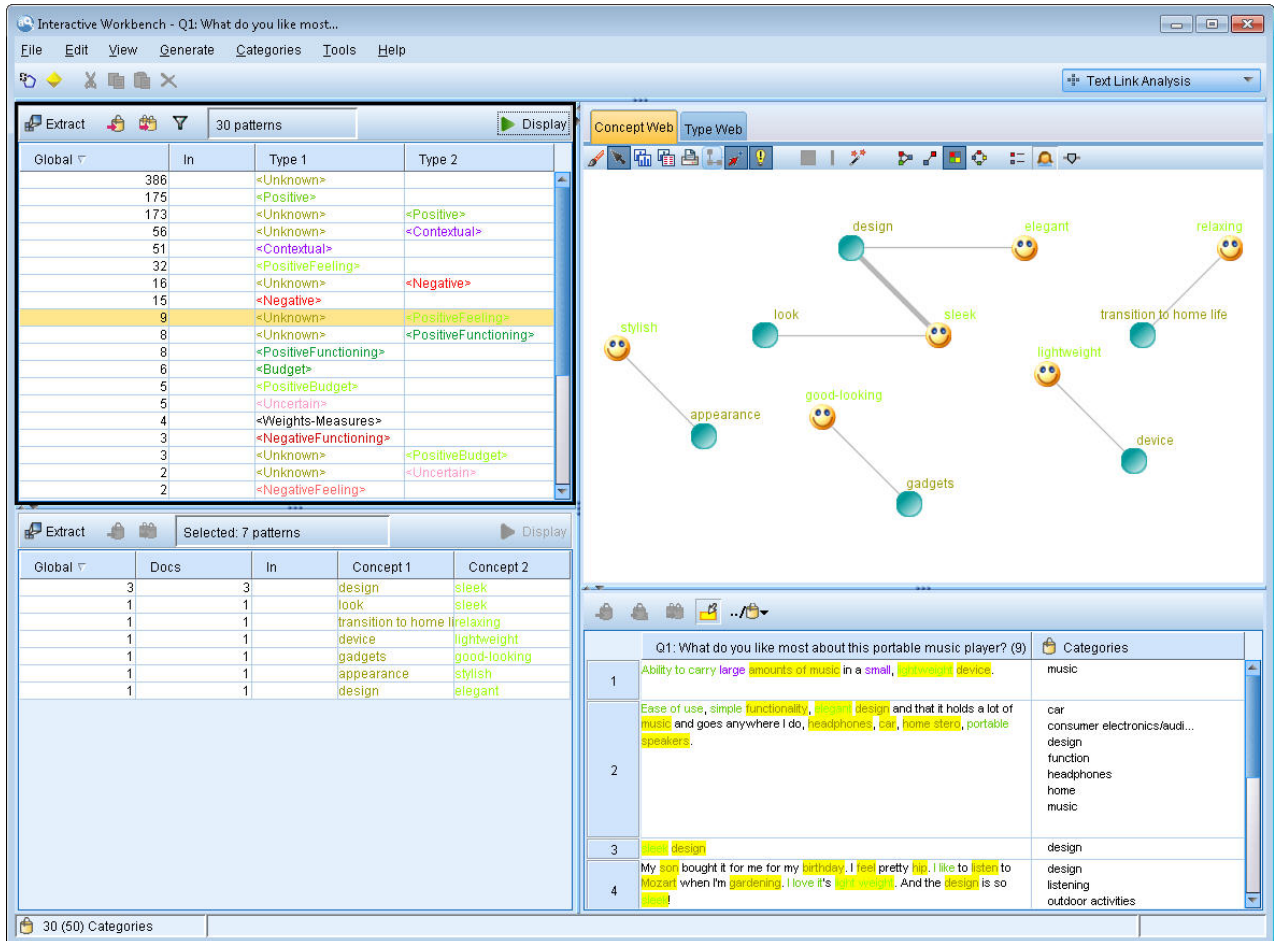 Interactive Workbench - Q1: What do you like most...
File Edit View Generate Categories Tools Help
Text Link Analysis
Extract 30 patterns Display
Global In Type 1 Type 2
386 <Unknown>
175 <Positive>
173 <Unknown> <Positive>
56 <Unknown> <Contextual>
51 <Contextual>
32 <PositiveFeeling>
16 <Unknown> <Negative>
15 <Negative>
9 <Unknown> <PositiveFeeling>
8 <Unknown> <PositiveFunctioning>
8 <PositiveFunctioning>
6 <Budget>
5 <PositiveBudget>
5 <Uncertain>
4 <Weights-Measures>
3 <NegativeFunctioning>
3 <Unknown> <PositiveBudget>
2 <Unknown> <Uncertain>
2 <NegativeFeeling>
Extract Selected: 7 patterns Display
Global Docs In Concept 1 Concept 2
3 3 design sleek
1 1 look sleek
1 1 transition to home li relaxing
1 1 device lightweight
1 1 gadgets good-looking
1 1 appearance stylish
1 1 design elegant
Concept Web Type Web
design elegant relaxing
look sleek transition to home life
stylish
lightweight
good-looking
appearance
device
gadgets
../
Q1: What do you like most about this portable music player? (9) Categories
1 Ability to carry large amounts of music in a small, lightweight device. music
2 Ease of use, simple functionality, elegant design and that it holds a lot of
music and goes anywhere I do, headphones, car, home stero, portable
speakers.
car
consumer electronics/audi...
design
function
headphones
home
music
3 sleek design design
4 My son bought it for me for my birthday. I feel pretty hip. I like to listen to
Mozart when I'm gardening. I love it's light weight. And the design is so
sleek!
design
listening
outdoor activities
30 (50) Categories